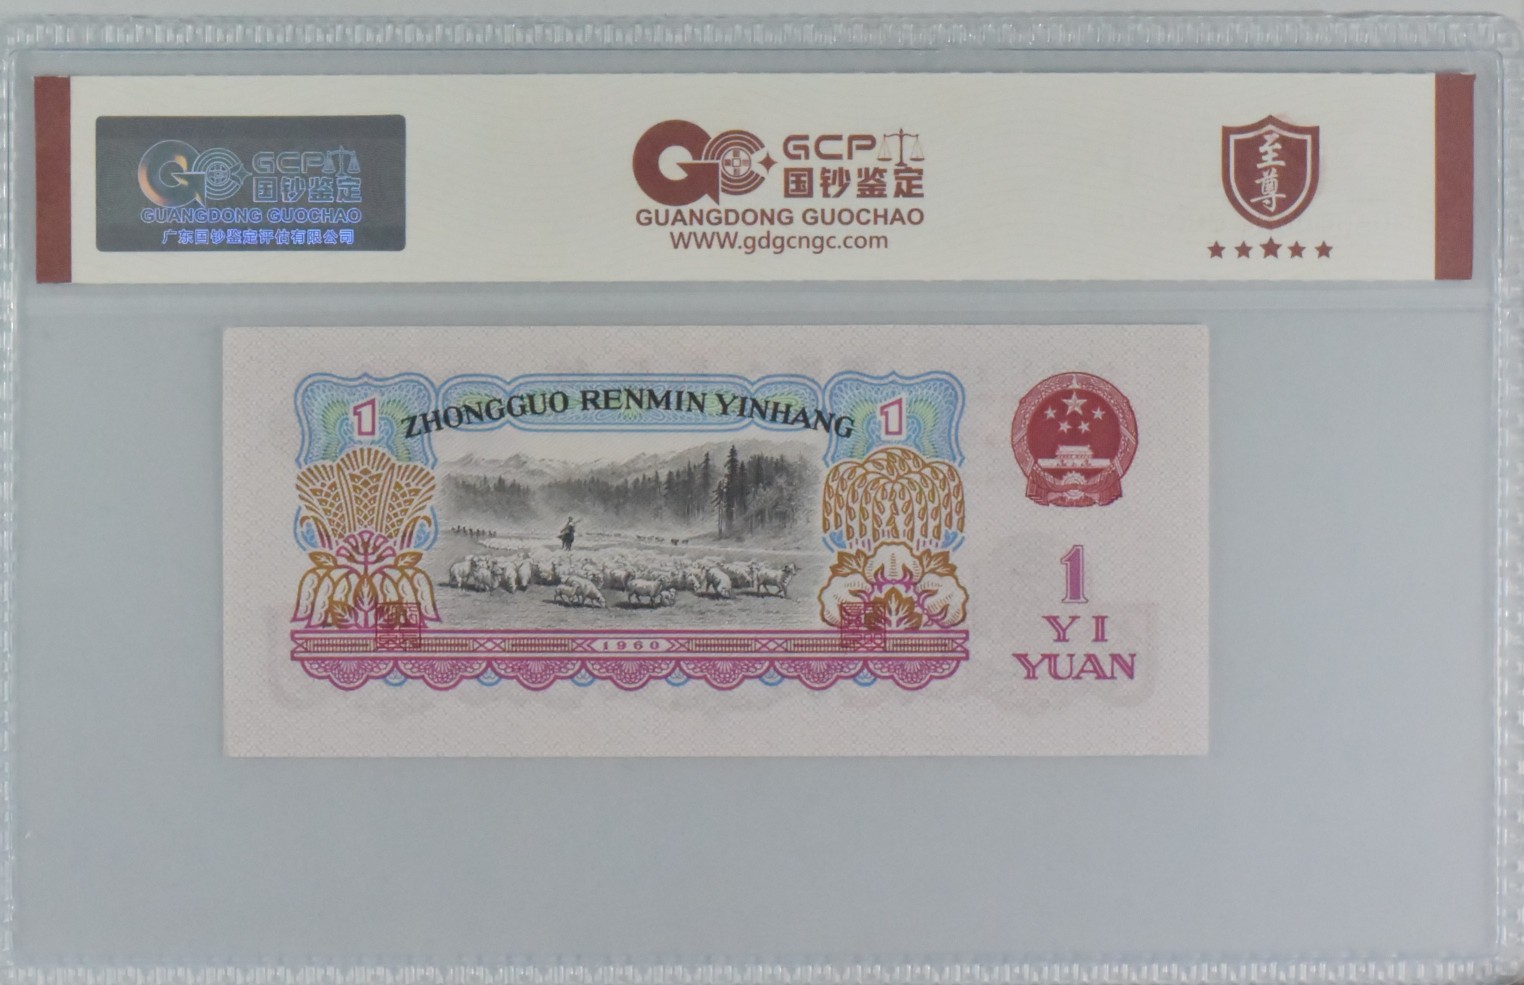 GCP
国钞鉴定
GUANGDONG GUOCHAO
广东国钞鉴定评估有限公司
GCP
国钞鉴定
GUANGDONG GUOCHAO
WWW.gdgcngc.com
至尊
1 ZHONGGUO RENMIN YINHANG 1
1960
1
YI
YUAN